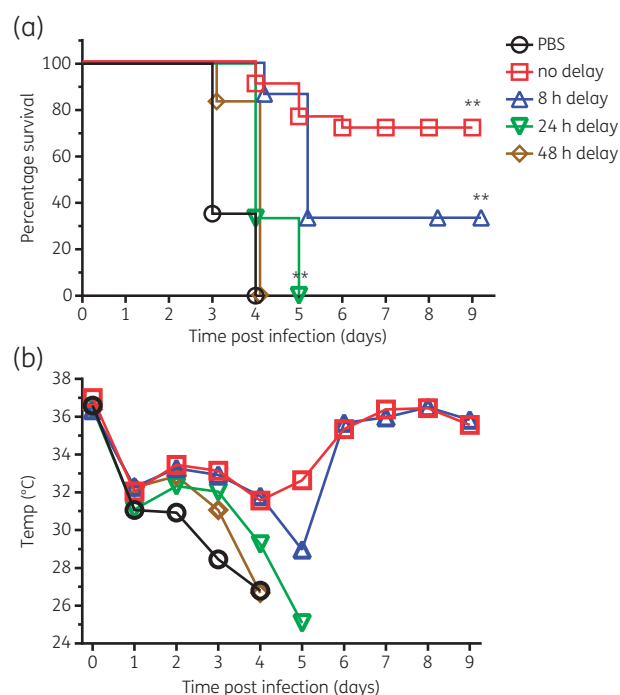 (a)
100
80
60
40
20
0
Percentage survival
0 1 2 3 4 5 6 7 8 9
Time post infection (days)
**
**
**
PBS
no delay
8 h delay
24 h delay
48 h delay
(b)
38
36
34
32
30
28
26
24
Temp (°C)
0 1 2 3 4 5 6 7 8 9
Time post infection (days)